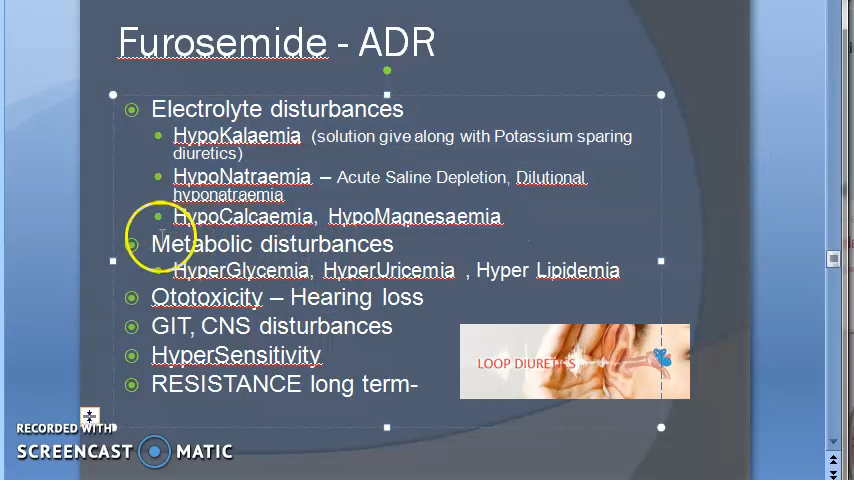 Furosemide - ADR
Electrolyte disturbances
HypoKalaemia (solution give along with Potassium sparing
diuretics)
HypoNatraemia – Acute Saline Depletion, Dilutional
hyponatraemia
HypoCalcaemia, HypoMagnesaemia
Metabolic disturbances
HyperGlycemia, HyperUricemia , Hyper Lipidemia
Ototoxicity – Hearing loss
GIT, CNS disturbances
HyperSensitivity
LOOP DIURETICS
RESISTANCE long term-
RECORDED WITH
SCREENCAST MATIC